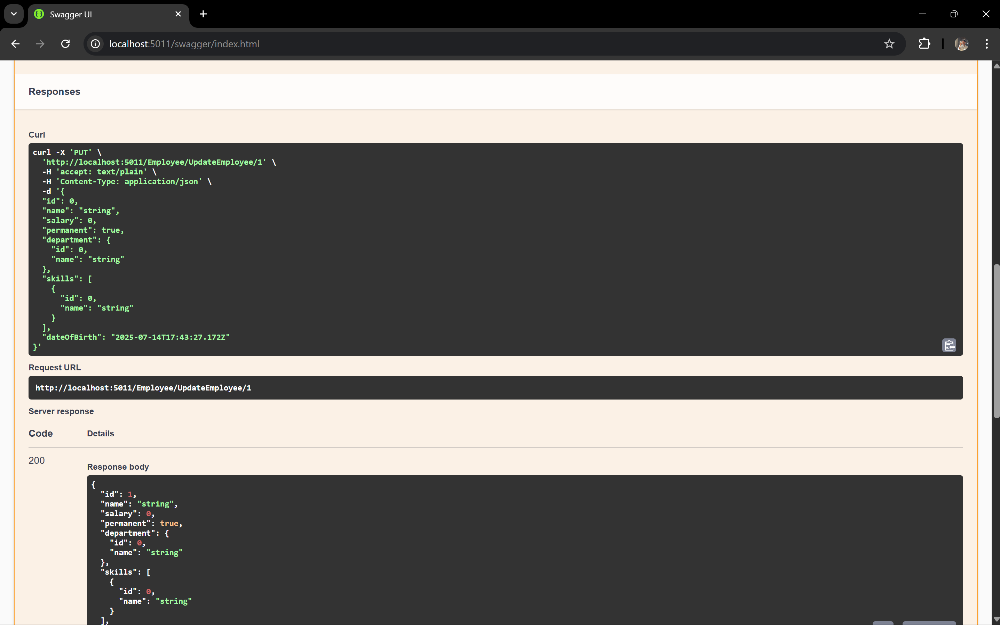 Swagger UI
localhost:5011/swagger/index.html
Responses
Curl
curl -X 'PUT' \
  'http://localhost:5011/Employee/UpdateEmployee/1' \
  -H 'accept: text/plain' \
  -H 'Content-Type: application/json' \
  -d '{
  "id": 0,
  "name": "string",
  "salary": 0,
  "permanent": true,
  "department": {
    "id": 0,
    "name": "string"
  },
  "skills": [
    {
      "id": 0,
      "name": "string"
    }
  ],
  "dateOfBirth": "2025-07-14T17:43:27.172Z"
}'
Request URL
http://localhost:5011/Employee/UpdateEmployee/1
Server response
Code Details
200
Response body
{
  "id": 1,
  "name": "string",
  "salary": 0,
  "permanent": true,
  "department": {
    "id": 0,
    "name": "string"
  },
  "skills": [
    {
      "id": 0,
      "name": "string"
    }
  ],